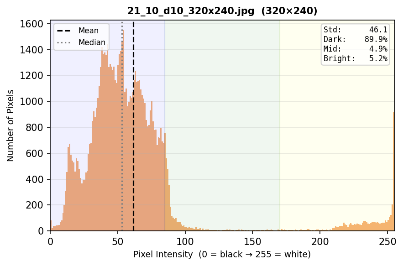 21_10_d10_320x240.jpg  (320×240)
Mean
Median
Std: 46.1
Dark: 89.9%
Mid: 4.9%
Bright: 5.2%
Number of Pixels
1600
1400
1200
1000
800
600
400
200
0
0 50 100 150 200 250
Pixel Intensity  (0 = black → 255 = white)